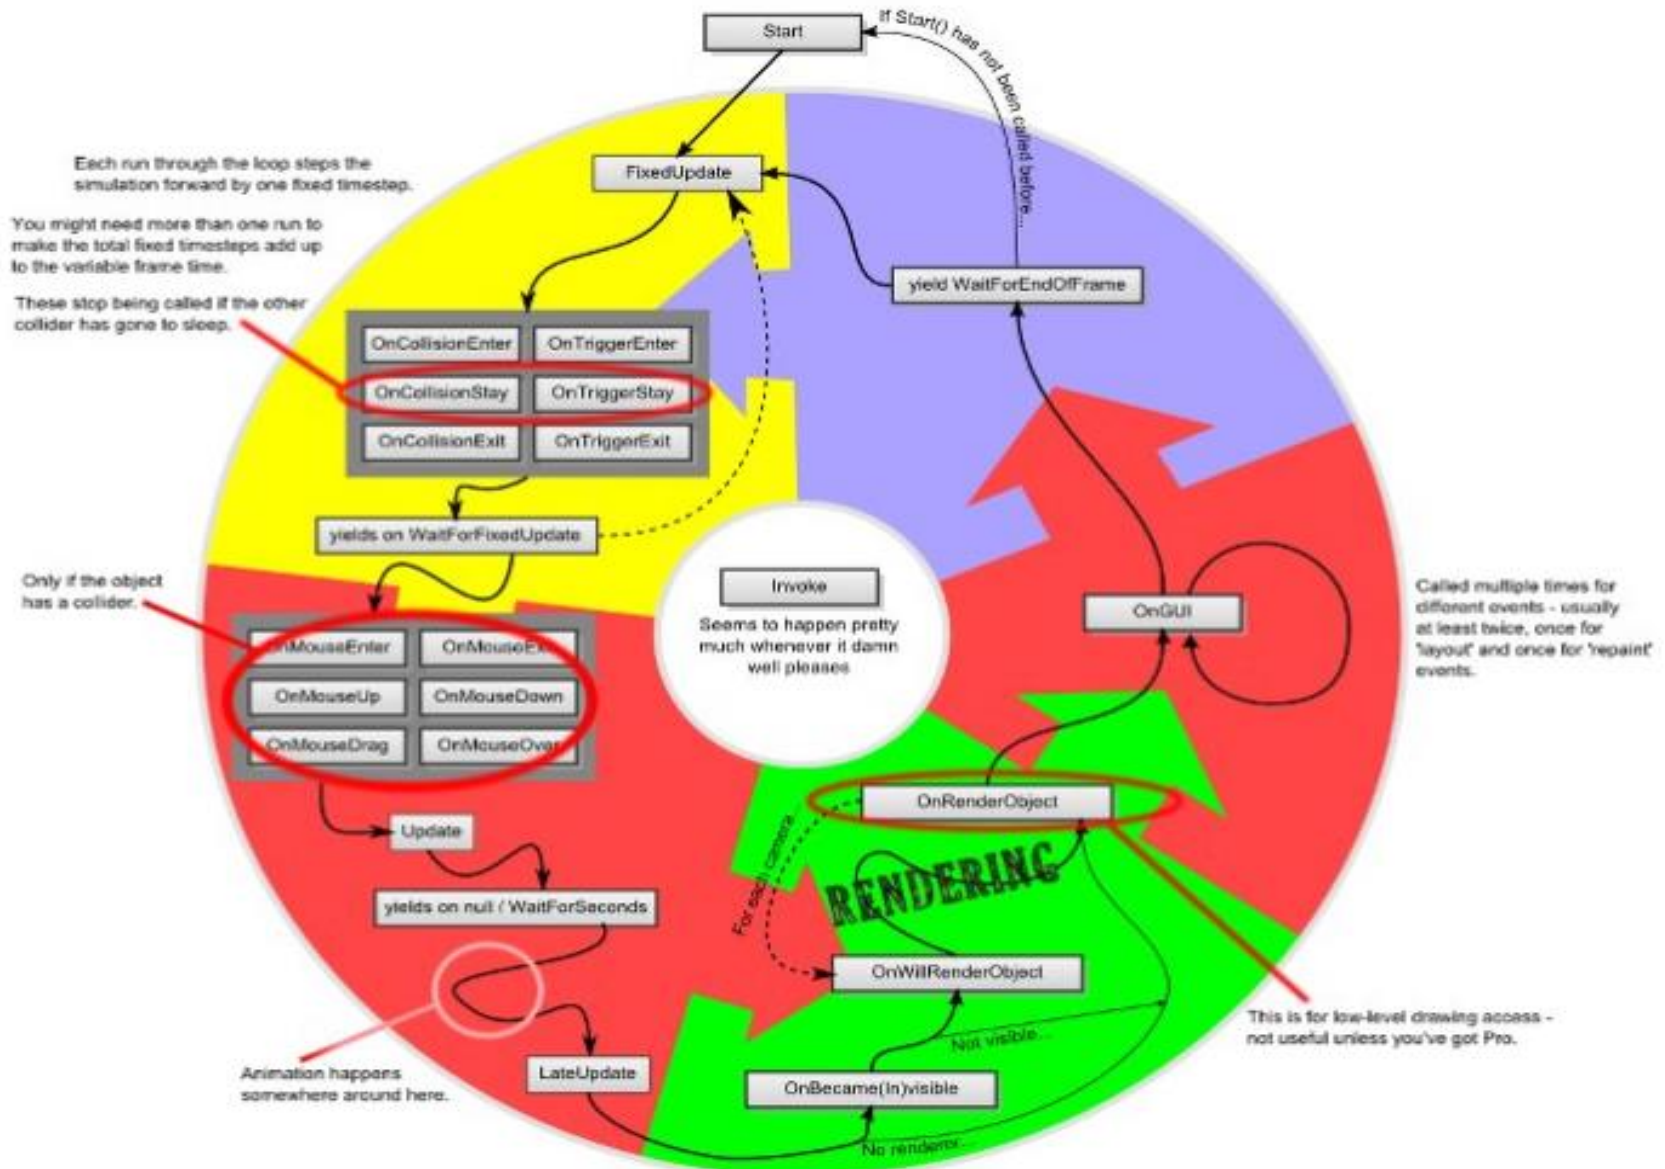 Start
If Start() has not been called before...
FixedUpdate
Each run through the loop steps the
simulation forward by one fixed timestep.
You might need more than one run to
make the total fixed timesteps add up
to the variable frame time.
These stop being called if the other
collider has gone to sleep.
yield WaitForEndOfFrame
OnCollisionEnter
OnTriggerEnter
OnCollisionStay
OnTriggerStay
OnCollisionExit
OnTriggerExit
yields on WaitForFixedUpdate
Only if the object
has a collider.
OnMouseEnter
OnMouseExit
OnMouseUp
OnMouseDown
OnMouseDrag
OnMouseOver
Invoke
Seems to happen pretty
much whenever it damn
well pleases
OnGUI
Called multiple times for
different events - usually
at least twice, once for
'layout' and once for 'repaint'
events.
Update
yields on null / WaitForSeconds
OnRenderObject
For each camera
RENDERING
OnWillRenderObject
This is for low-level drawing access -
not useful unless you've got Pro.
Not visible...
Animation happens
somewhere around here.
LateUpdate
OnBecame(In)visible
No renderer...